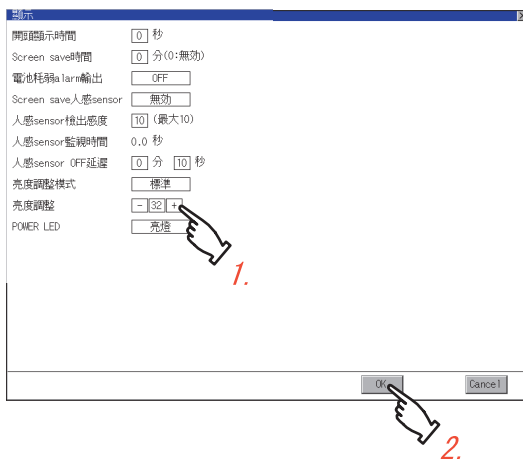 顯示
開頭顯示時間 0 秒
Screen save時間 0 分(0:無効)
電池耗弱alarm輸出 OFF
Screen save人感sensor 無効
人感sensor檢出感度 10 (最大10)
人感sensor監視時間 0.0 秒
人感sensor OFF延遲 0 分 10 秒
亮度調整模式 標準
亮度調整 - 32 +
POWER LED 亮燈
1.
OK Cancel
2.